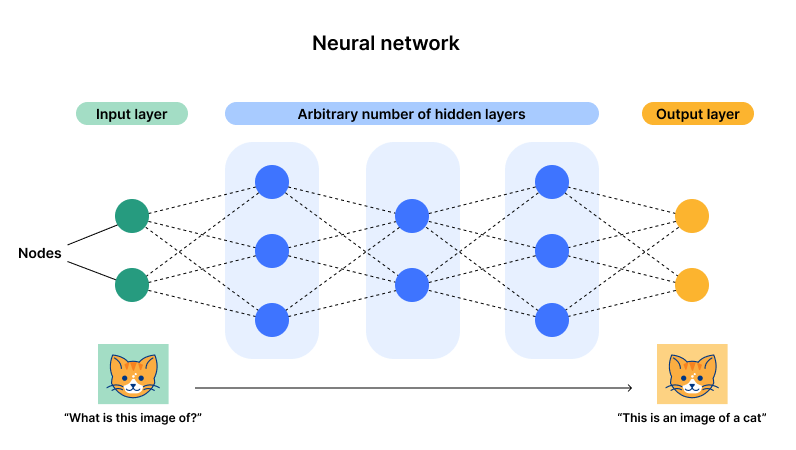 Neural network
Input layer
Arbitrary number of hidden layers
Output layer
Nodes
“What is this image of?”
“This is an image of a cat”